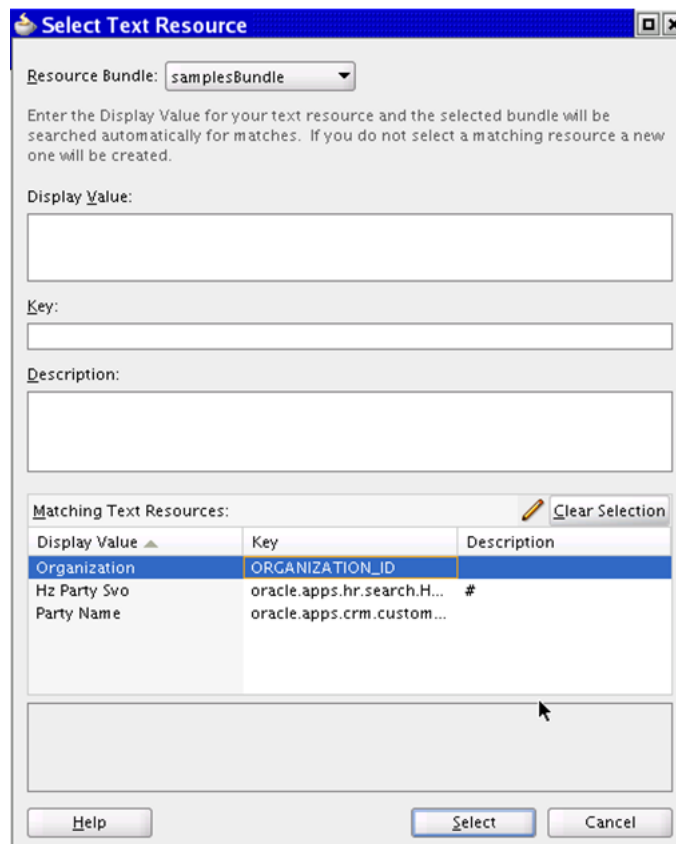 Select Text Resource
Resource Bundle: samplesBundle
Enter the Display Value for your text resource and the selected bundle will be
searched automatically for matches. If you do not select a matching resource a new
one will be created.
Display Value:
Key:
Description:
Matching Text Resources: Clear Selection
Display Value Key Description
Organization ORGANIZATION_ID
Hz Party Svo oracle.apps.hr.search.H... #
Party Name oracle.apps.crm.custom...
Help Select Cancel